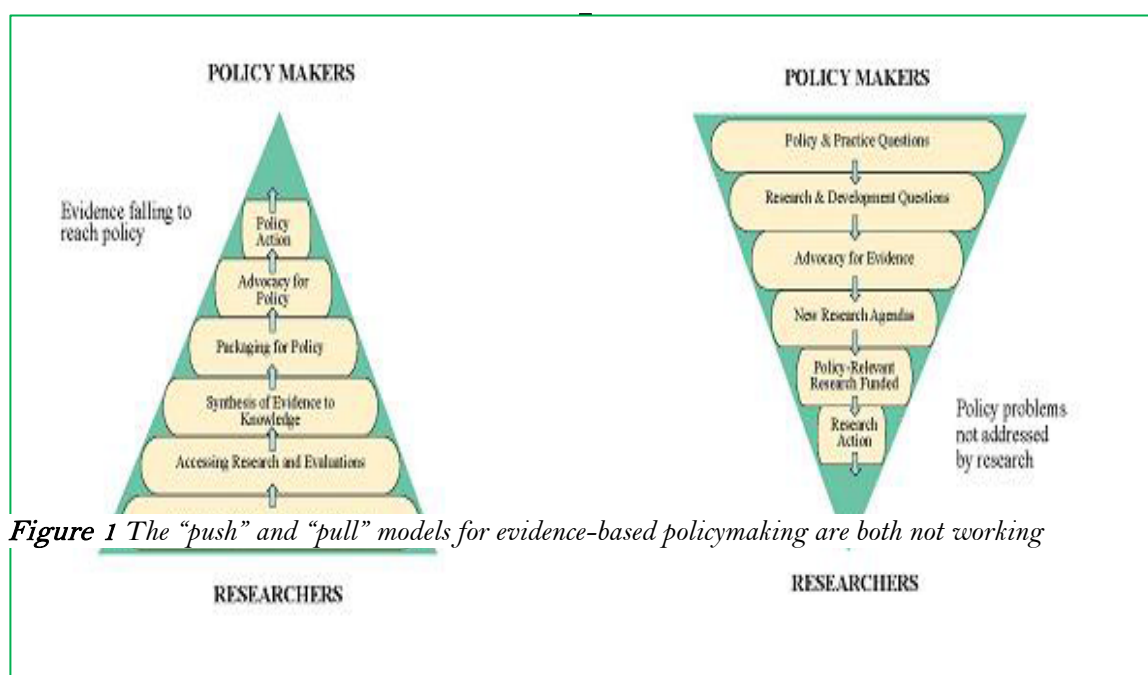 POLICY MAKERS
Evidence falling to
reach policy
Policy
Action
Advocacy for
Policy
Packaging for Policy
Synthesis of Evidence to
Knowledge
Accessing Research and Evaluations
RESEARCHERS
POLICY MAKERS
Policy & Practice Questions
Research & Development Questions
Advocacy for Evidence
New Research Agendas
Policy-Relevant
Research Funded
Research
Action
Policy problems
not addressed
by research
RESEARCHERS
Figure 1 The “push” and “pull” models for evidence-based policymaking are both not working